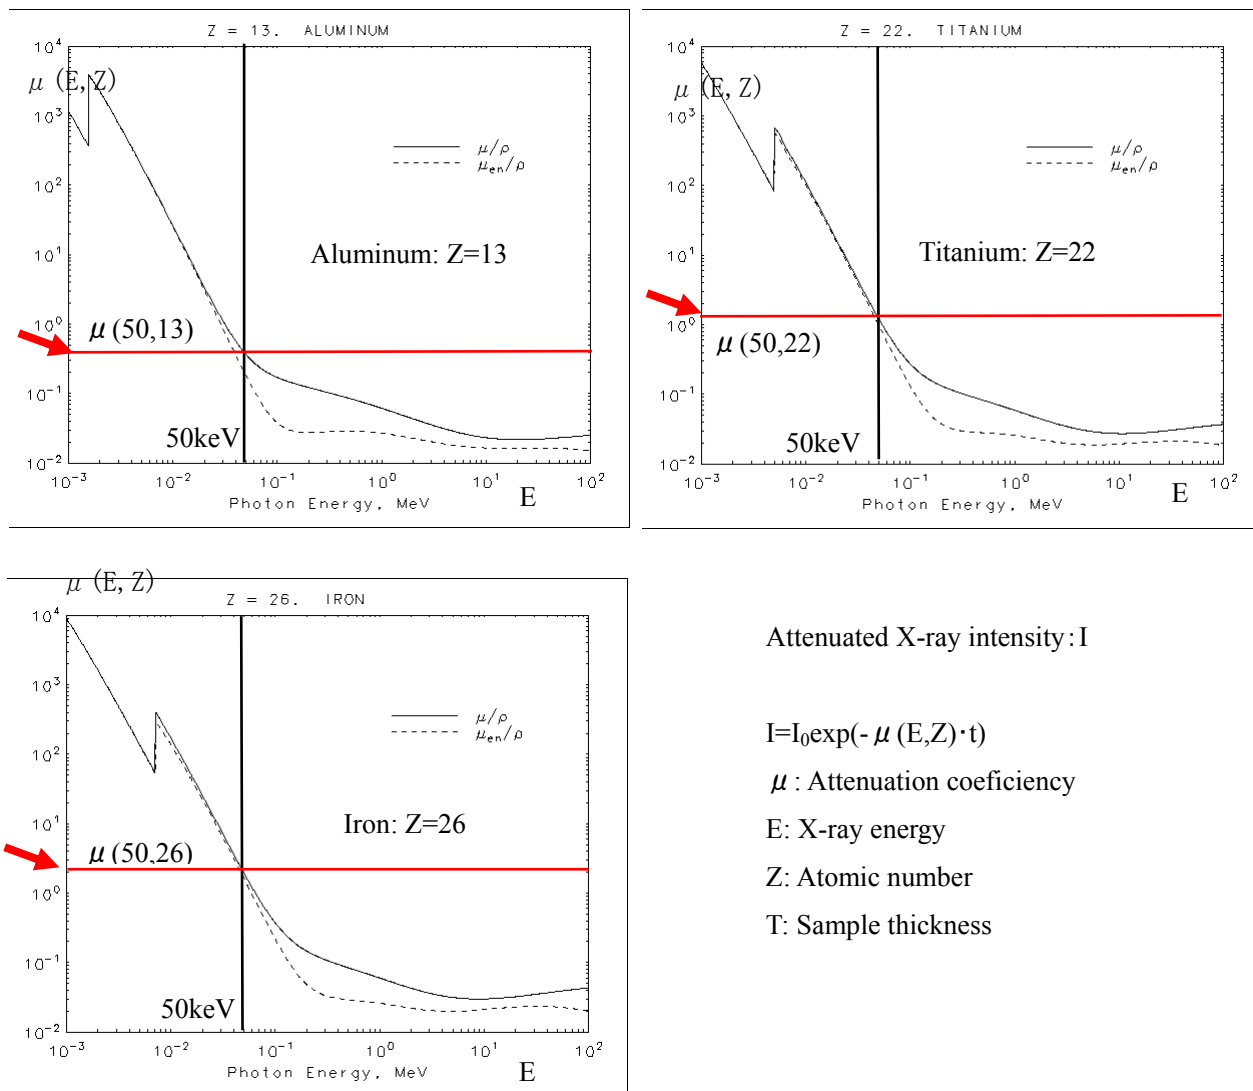 Z = 13. ALUMINUM
μ (E, Z)
10⁴
10³
10²
10¹
10⁰
10⁻¹
10⁻²
μ/ρ
μₑₙ/ρ
Aluminum: Z=13
μ(50,13)
50keV
10⁻³ 10⁻² 10⁻¹ 10⁰ 10¹ 10²
Photon Energy, MeV
E
Z = 22. TITANIUM
μ (E, Z)
10⁴
10³
10²
10¹
10⁰
10⁻¹
10⁻²
μ/ρ
μₑₙ/ρ
Titanium: Z=22
μ(50,22)
50keV
10⁻³ 10⁻² 10⁻¹ 10⁰ 10¹ 10²
Photon Energy, MeV
E
μ (E, Z)
Z = 26. IRON
10⁴
10³
10²
10¹
10⁰
10⁻¹
10⁻²
μ/ρ
μₑₙ/ρ
Iron: Z=26
μ(50,26)
50keV
10⁻³ 10⁻² 10⁻¹ 10⁰ 10¹ 10²
Photon Energy, MeV
E
Attenuated X-ray intensity: I
I=I₀exp(-μ(E,Z)·t)
μ: Attenuation coeficiency
E: X-ray energy
Z: Atomic number
T: Sample thickness